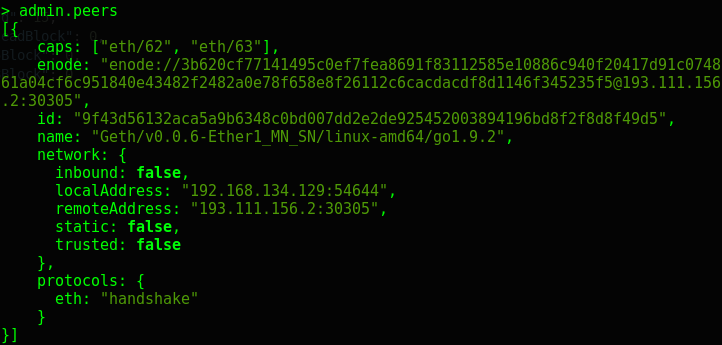 > admin.peers
[{
caps: ["eth/62", "eth/63"],
enode: "enode://3b620cf77141495c0ef7fea8691f83112585e10886c940f20417d91c0748
61a04cf6c951840e43482f2482a0e78f658e8f26112c6cacdacdf8d1146f345235f5@193.111.156
.2:30305",
id: "9f43d56132aca5a9b6348c0bd007dd2e2de925452003894196bd8f2f8d8f49d5",
name: "Geth/v0.0.6-Ether1_MN_SN/linux-amd64/go1.9.2",
network: {
inbound: false,
localAddress: "192.168.134.129:54644",
remoteAddress: "193.111.156.2:30305",
static: false,
trusted: false
},
protocols: {
eth: "handshake"
}
}]